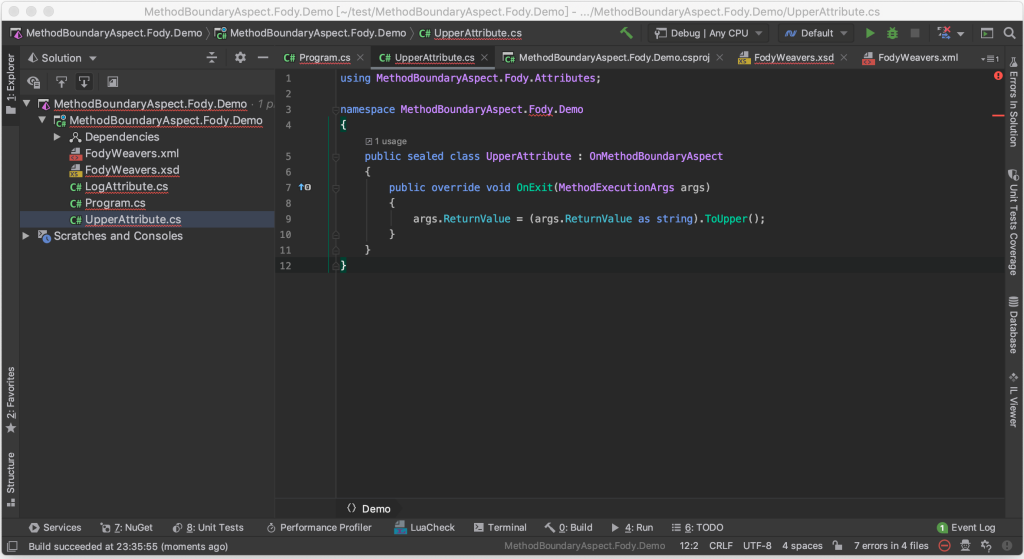 MethodBoundaryAspect.Fody.Demo [~/test/MethodBoundaryAspect.Fody.Demo] - .../MethodBoundaryAspect.Fody.Demo/UpperAttribute.cs
MethodBoundaryAspect.Fody.Demo MethodBoundaryAspect.Fody.Demo C# UpperAttribute.cs Debug | Any CPU Default
Solution
C# Program.cs C# UpperAttribute.cs MethodBoundaryAspect.Fody.Demo.csproj FodyWeavers.xsd FodyWeavers.xml
1: Explorer
MethodBoundaryAspect.Fody.Demo · 1 p
MethodBoundaryAspect.Fody.Demo
Dependencies
FodyWeavers.xml
FodyWeavers.xsd
C# LogAttribute.cs
C# Program.cs
C# UpperAttribute.cs
Scratches and Consoles
2: Favorites
Structure
1 using MethodBoundaryAspect.Fody.Attributes;
2
3 namespace MethodBoundaryAspect.Fody.Demo
4 {
1 usage
5 public sealed class UpperAttribute : OnMethodBoundaryAspect
6 {
7 public override void OnExit(MethodExecutionArgs args)
8 {
9 args.ReturnValue = (args.ReturnValue as string).ToUpper();
10 }
11 }
12 }
Errors In Solution
Unit Tests Coverage
Database
IL Viewer
Demo
Services 7: NuGet 8: Unit Tests Performance Profiler LuaCheck Terminal 0: Build 4: Run 6: TODO 1 Event Log
Build succeeded at 23:35:55 (moments ago) MethodBoundaryAspect.Fody.Demo 12:2 CRLF UTF-8 4 spaces 7 errors in 4 files